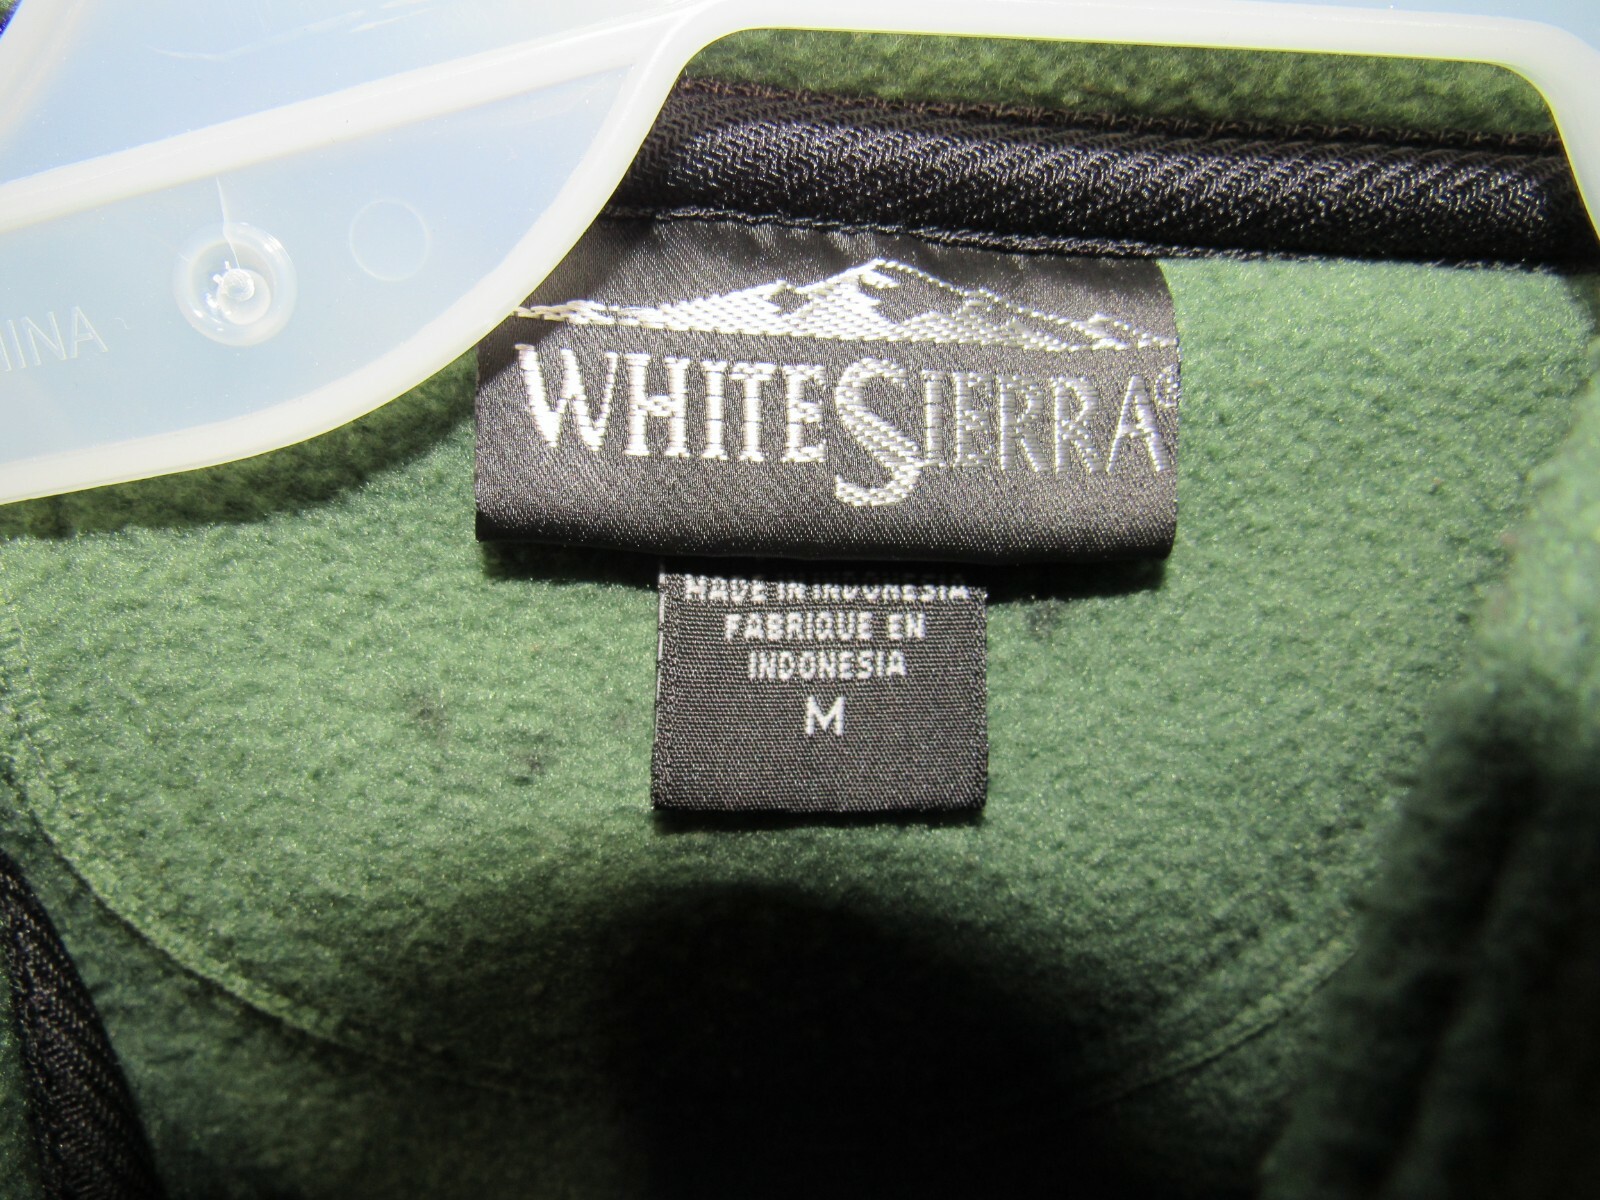 WHITE SIERRA®
MADE IN INDONESIA
FABRIQUE EN
INDONESIA
M